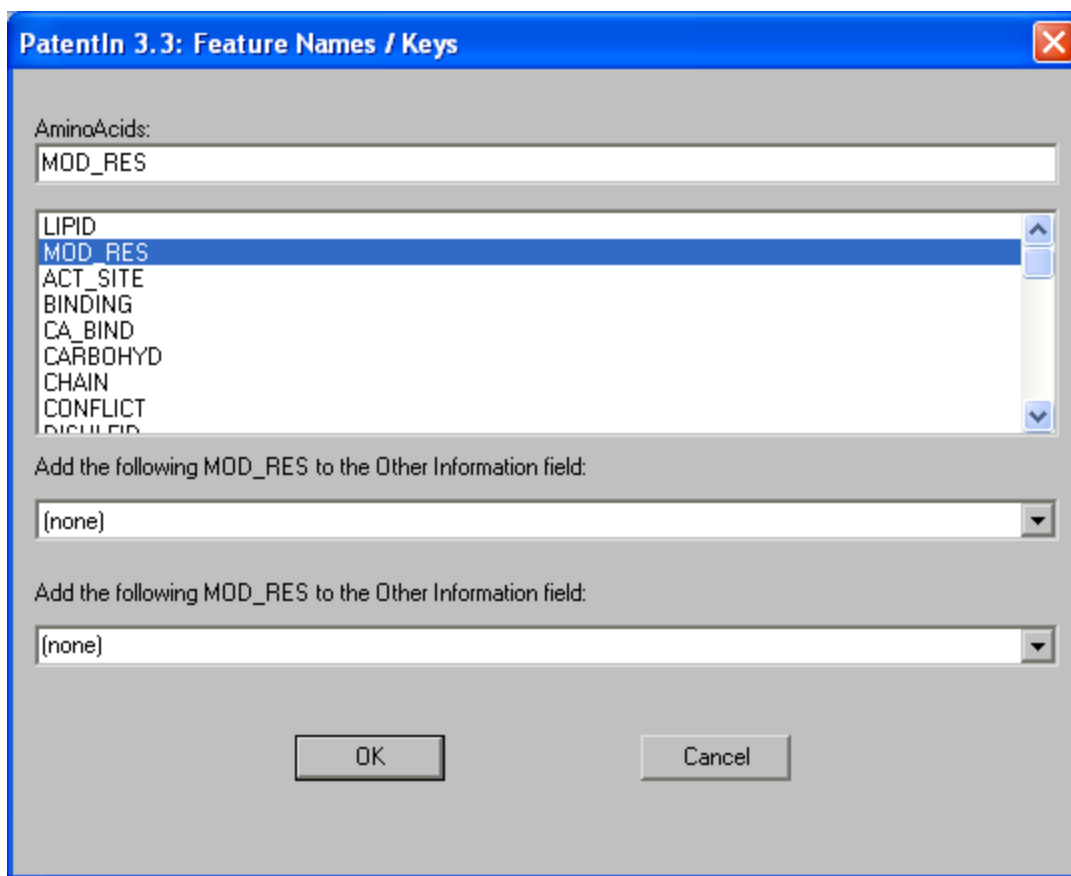 PatentIn 3.3: Feature Names / Keys
AminoAcids:
MOD_RES
LIPID
MOD_RES
ACT_SITE
BINDING
CA_BIND
CARBOHYD
CHAIN
CONFLICT
Add the following MOD_RES to the Other Information field:
(none)
Add the following MOD_RES to the Other Information field:
(none)
OK Cancel